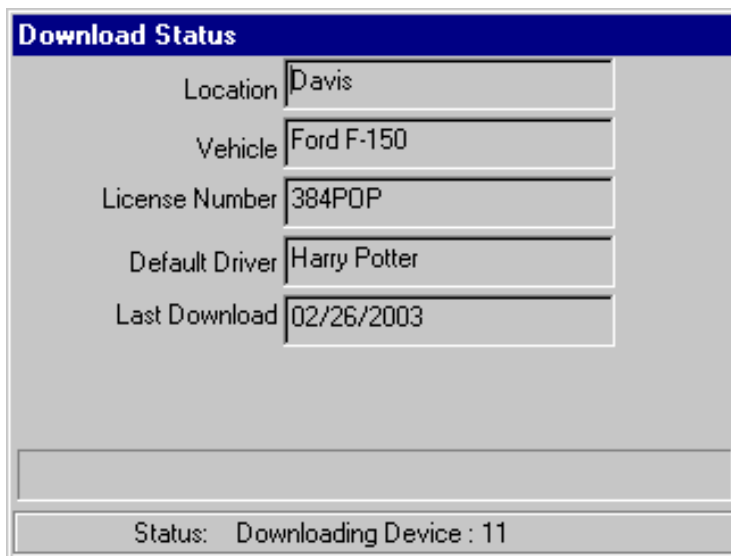 Download Status
Location Davis
Vehicle Ford F-150
License Number 384POP
Default Driver Harry Potter
Last Download 02/26/2003
Status: Downloading Device : 11